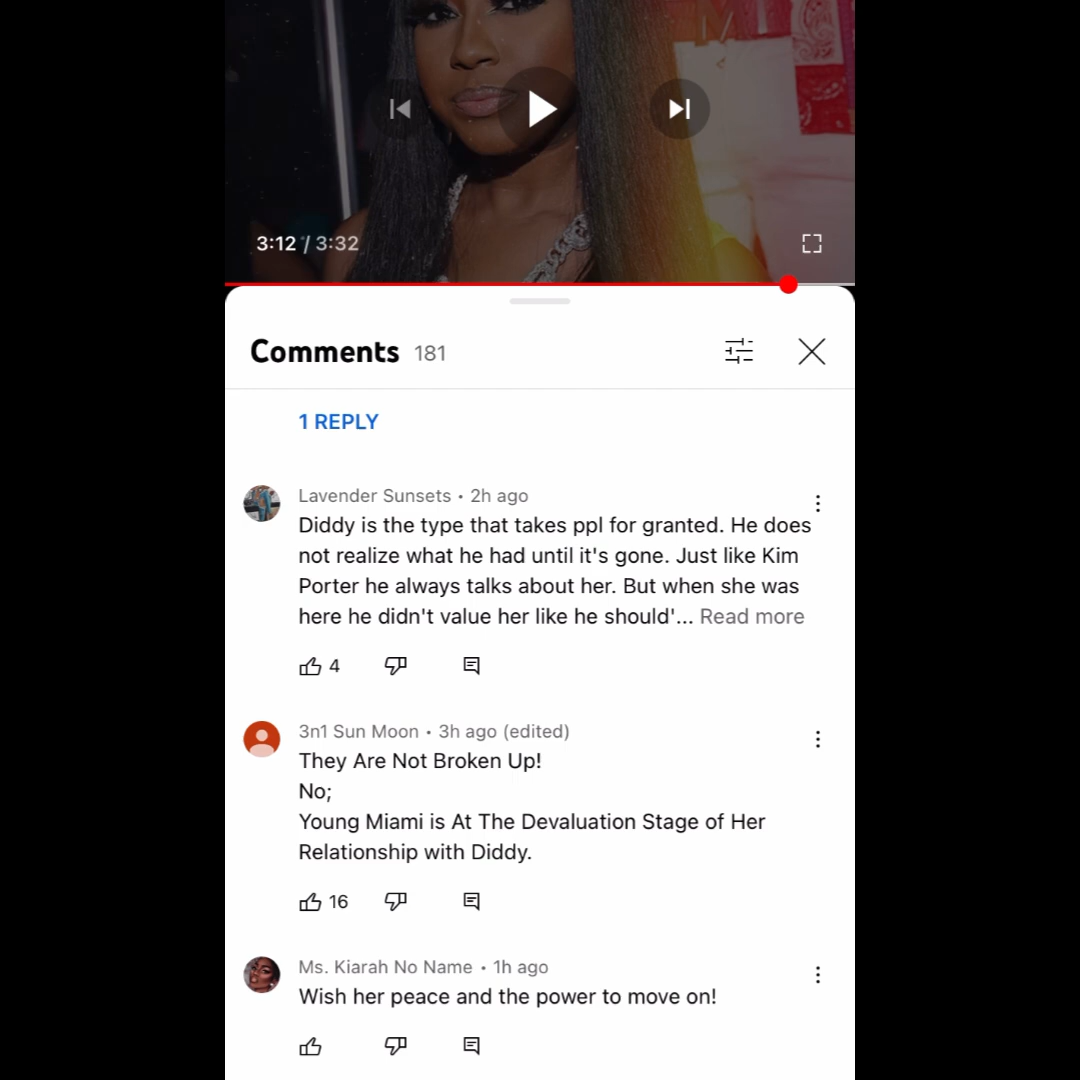 3:12 / 3:32
Comments 181
1 REPLY
Lavender Sunsets • 2h ago
Diddy is the type that takes ppl for granted. He does
not realize what he had until it's gone. Just like Kim
Porter he always talks about her. But when she was
here he didn't value her like he should'... Read more
4
3n1 Sun Moon • 3h ago (edited)
They Are Not Broken Up!
No;
Young Miami is At The Devaluation Stage of Her
Relationship with Diddy.
16
Ms. Kiarah No Name • 1h ago
Wish her peace and the power to move on!